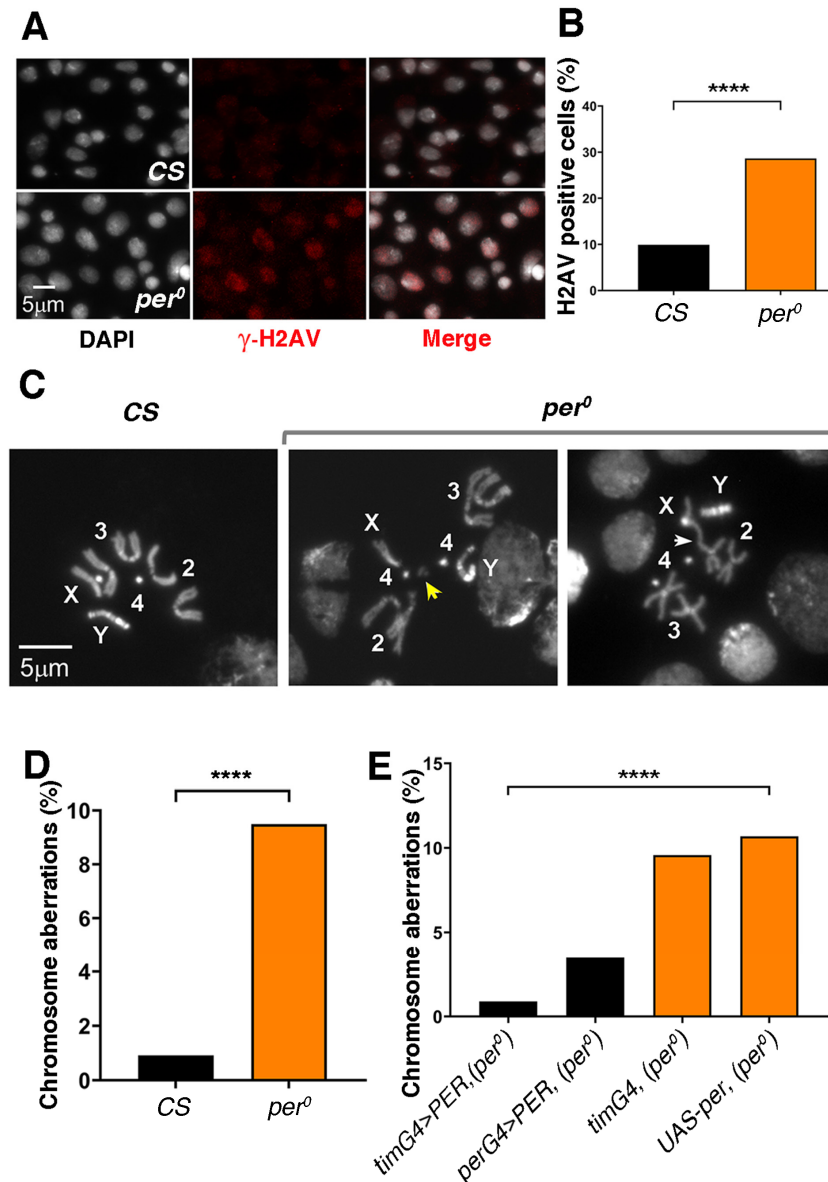 A
CS
per⁰
5μm
DAPI
γ-H2AV
Merge
B
H2AV positive cells (%)
****
40
30
20
10
0
CS
per⁰
C
CS
per⁰
3
2
X
4
Y
5μm
3
X
4
4
Y
2
X
Y
2
4
3
D
Chromosome aberrations (%)
****
10
8
6
4
2
0
CS
per⁰
E
Chromosome aberrations (%)
****
15
10
5
0
timG4>PER,(per⁰)
perG4>PER, (per⁰)
timG4, (per⁰)
UAS-per, (per⁰)